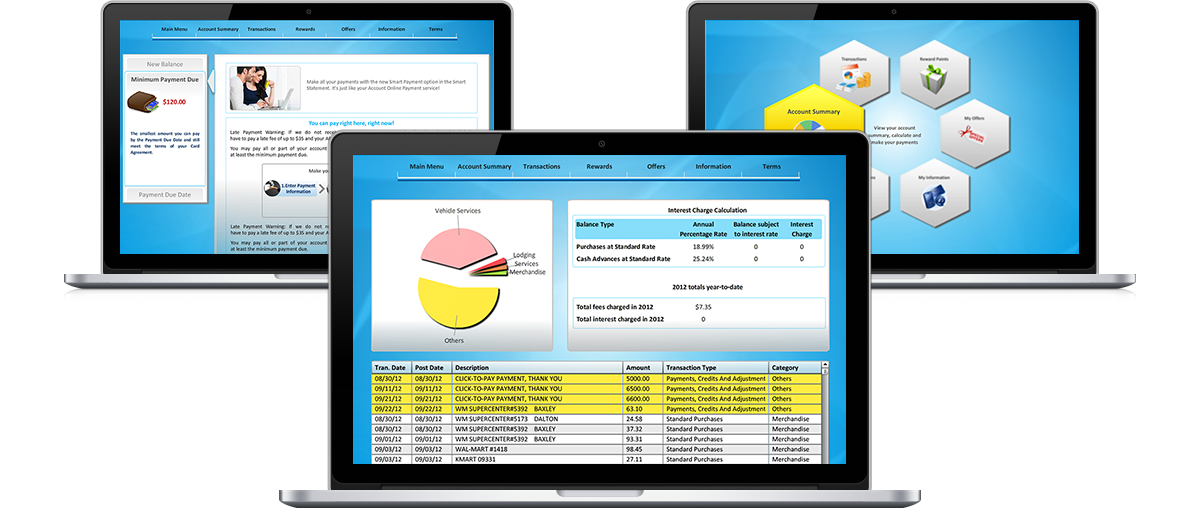 Main Menu Account Summary Transactions Rewards Offers Information Terms
New Balance
Minimum Payment Due
$120.00
The smallest amount you can pay
by the Payment Due Date and still
meet the terms of your Card
Agreement.
Payment Due Date
Make all your payments with the new Smart Payment option in the Smart
Statement. It's just like your Account Online Payment service!
You can pay right here, right now!
Late Payment Warning: If we do not rece
have to pay a late fee of up to $35 and your A
You may pay all or part of your account
at least the minimum payment due.
Make you
1.Enter Payment
Information
Late Payment Warning: If we do not
have to pay a late fee of up to $35
You may pay all or part of your
at least the minimum payment due.
Transactions
Reward Points
Account Summary
My Offers
View your account
summary, calculate and
make your payments
My Information
Main Menu Account Summary Transactions Rewards Offers Information Terms
Vehicle Services
Lodging
Services
Merchandise
Others
Interest Charge Calculation
Balance Type Annual Percentage Rate Balance subject to interest rate Interest Charge
Purchases at Standard Rate 18.99% 0 0
Cash Advances at Standard Rate 25.24% 0 0
2012 totals year-to-date
Total fees charged in 2012 $7.35
Total interest charged in 2012 0
Tran. Date Post Date Description Amount Transaction Type Category
08/30/12 08/30/12 CLICK-TO-PAY PAYMENT, THANK YOU 5000.00 Payments, Credits And Adjustment Others
09/11/12 09/11/12 CLICK-TO-PAY PAYMENT, THANK YOU 6500.00 Payments, Credits And Adjustment Others
09/21/12 09/21/12 CLICK-TO-PAY PAYMENT, THANK YOU 6600.00 Payments, Credits And Adjustment Others
09/22/12 09/22/12 WM SUPERCENTER#5392 BAXLEY 63.10 Payments, Credits And Adjustment Others
08/30/12 08/30/12 WM SUPERCENTER#5173 DALTON 24.58 Standard Purchases Merchandise
08/30/12 08/30/12 WM SUPERCENTER#5392 BAXLEY 37.32 Standard Purchases Merchandise
09/01/12 09/01/12 WM SUPERCENTER#5392 BAXLEY 93.31 Standard Purchases Merchandise
09/03/12 09/03/12 WAL-MART #1418 98.45 Standard Purchases Merchandise
09/03/12 09/03/12 KMART 09331 27.11 Standard Purchases Merchandise